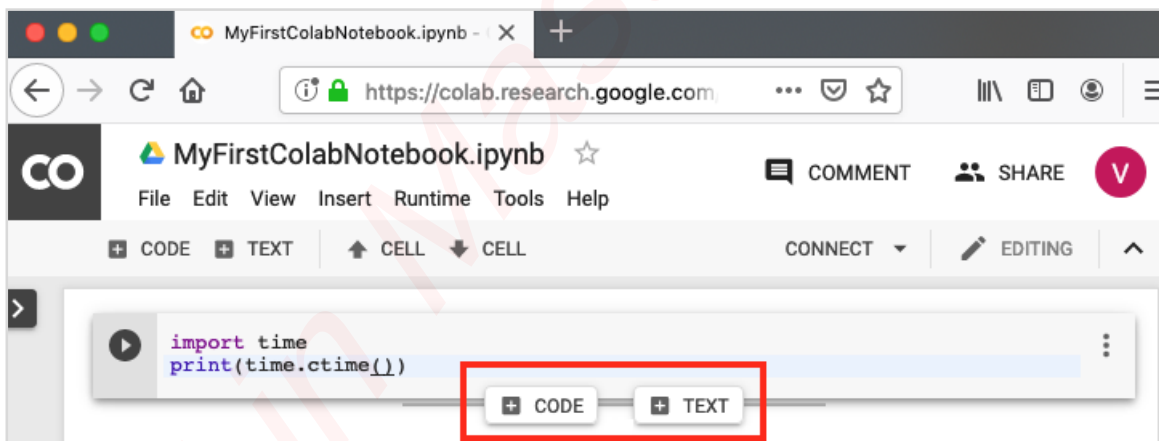 MyFirstColabNotebook.ipynb -
https://colab.research.google.com/
CO MyFirstColabNotebook.ipynb
COMMENT SHARE V
File Edit View Insert Runtime Tools Help
CODE TEXT CELL CELL CONNECT EDITING
import time
print(time.ctime())
CODE TEXT